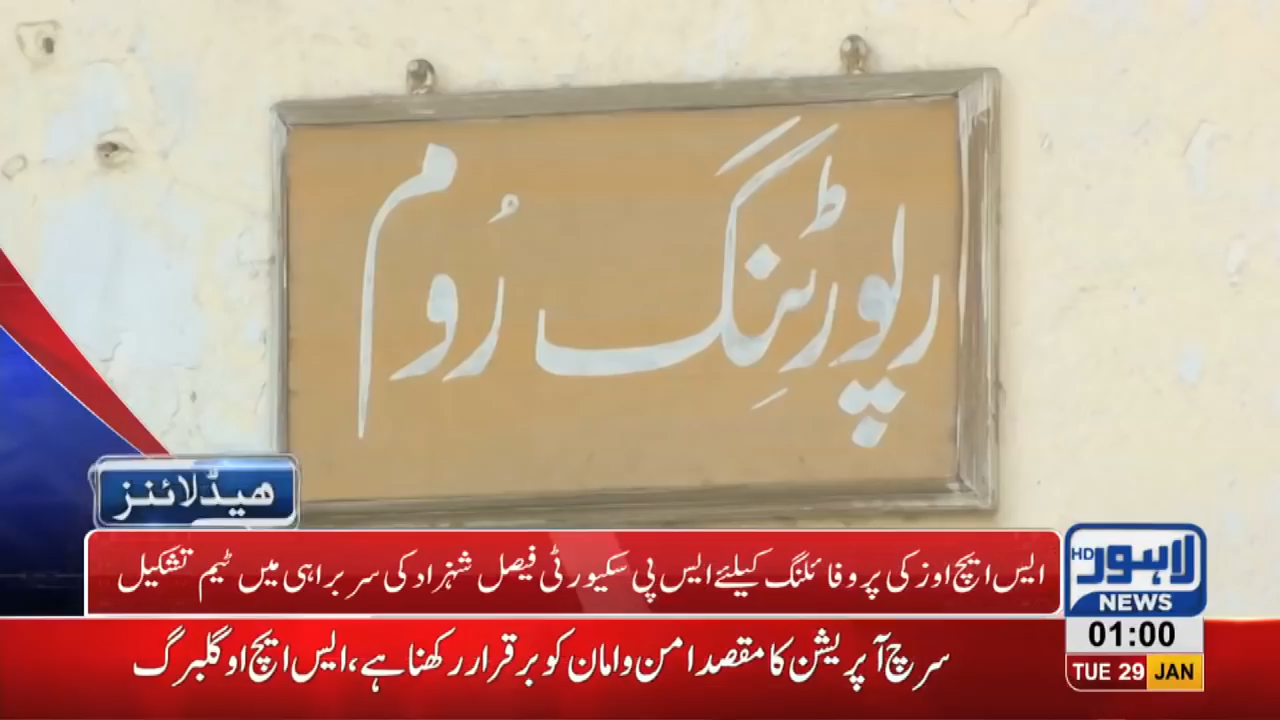 رپورٹنِگ رُوم
ھیڈلائنز
ایس ایچ اوز کی پروفائلنگ کیلئے ایس پی سکیورٹی فیصل شہزاد کی سربراہی میں ٹیم تشکیل
لاہور HD
NEWS
01:00
TUE 29 JAN
سرچ آپریشن کا مقصد امن وامان کو برقرار رکھنا ہے، ایس ایچ او گلبرگ